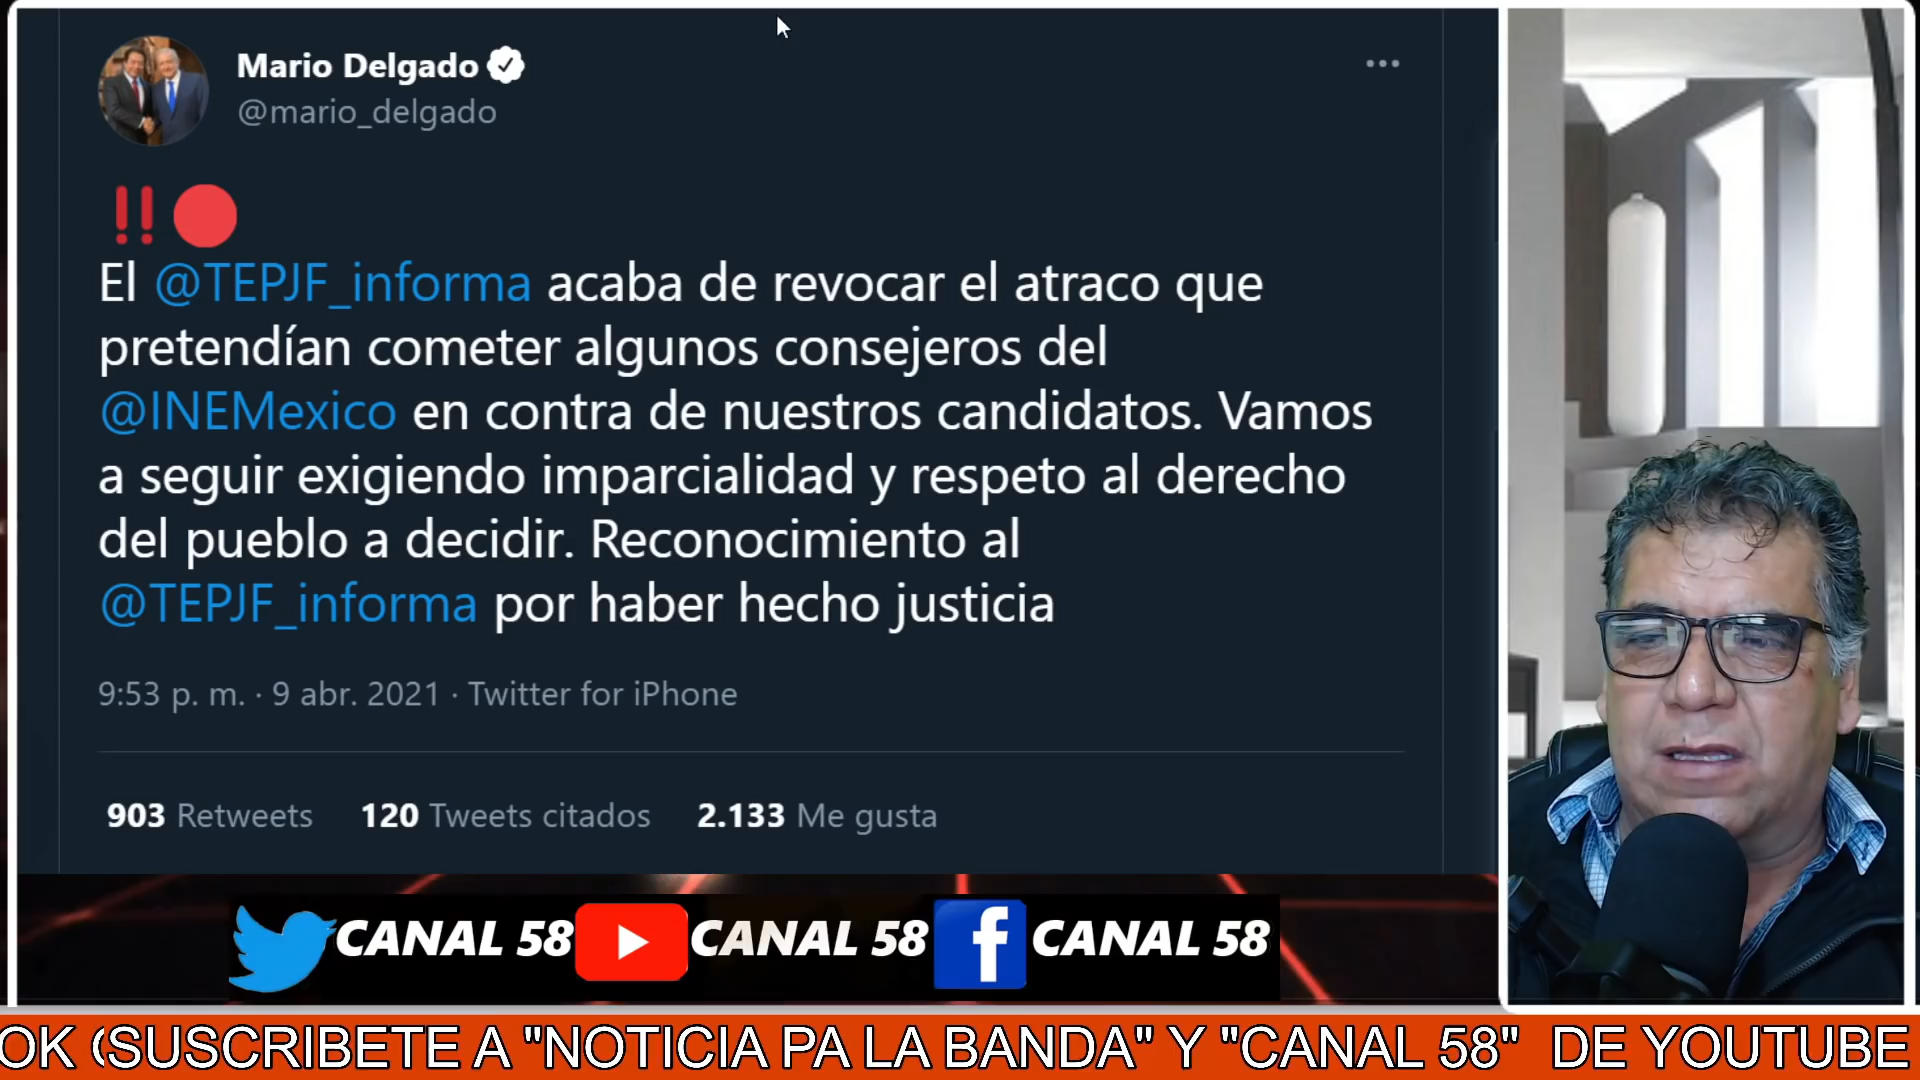 Mario Delgado
@mario_delgado
‼️🔴
El @TEPJF_informa acaba de revocar el atraco que
pretendían cometer algunos consejeros del
@INEMexico en contra de nuestros candidatos. Vamos
a seguir exigiendo imparcialidad y respeto al derecho
del pueblo a decidir. Reconocimiento al
@TEPJF_informa por haber hecho justicia
9:53 p. m. · 9 abr. 2021 · Twitter for iPhone
903 Retweets 120 Tweets citados 2.133 Me gusta
CANAL 58 CANAL 58 CANAL 58
OK (SUSCRIBETE A "NOTICIA PA LA BANDA" Y "CANAL 58" DE YOUTUBE